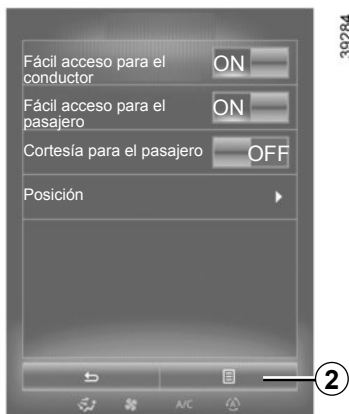 39284
Fácil acceso para el
conductor
ON
Fácil acceso para el
pasajero
ON
Cortesía para el pasajero
OFF
Posición
2
A/C
A